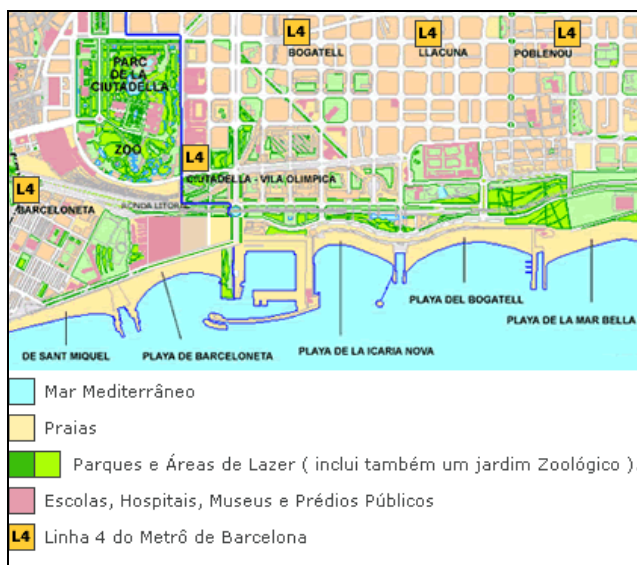 L4
L4
L4
BOGATELL
LLACUNA
POBLENOU
PARC
DE LA
CIUTADELLA
ZOO
L4
CIUTADELLA - VILA OLIMPICA
L4
BARCELONETA
RONDA LITORAL
PLAYA DEL BOGATELL
PLAYA DE LA MAR BELLA
DE SANT MIQUEL
PLAYA DE BARCELONETA
PLAYA DE LA ICARIA NOVA
Mar Mediterrâneo
Praias
Parques e Áreas de Lazer ( inclui também um jardim Zoológico ).
Escolas, Hospitais, Museus e Prédios Públicos
L4 Linha 4 do Metrô de Barcelona